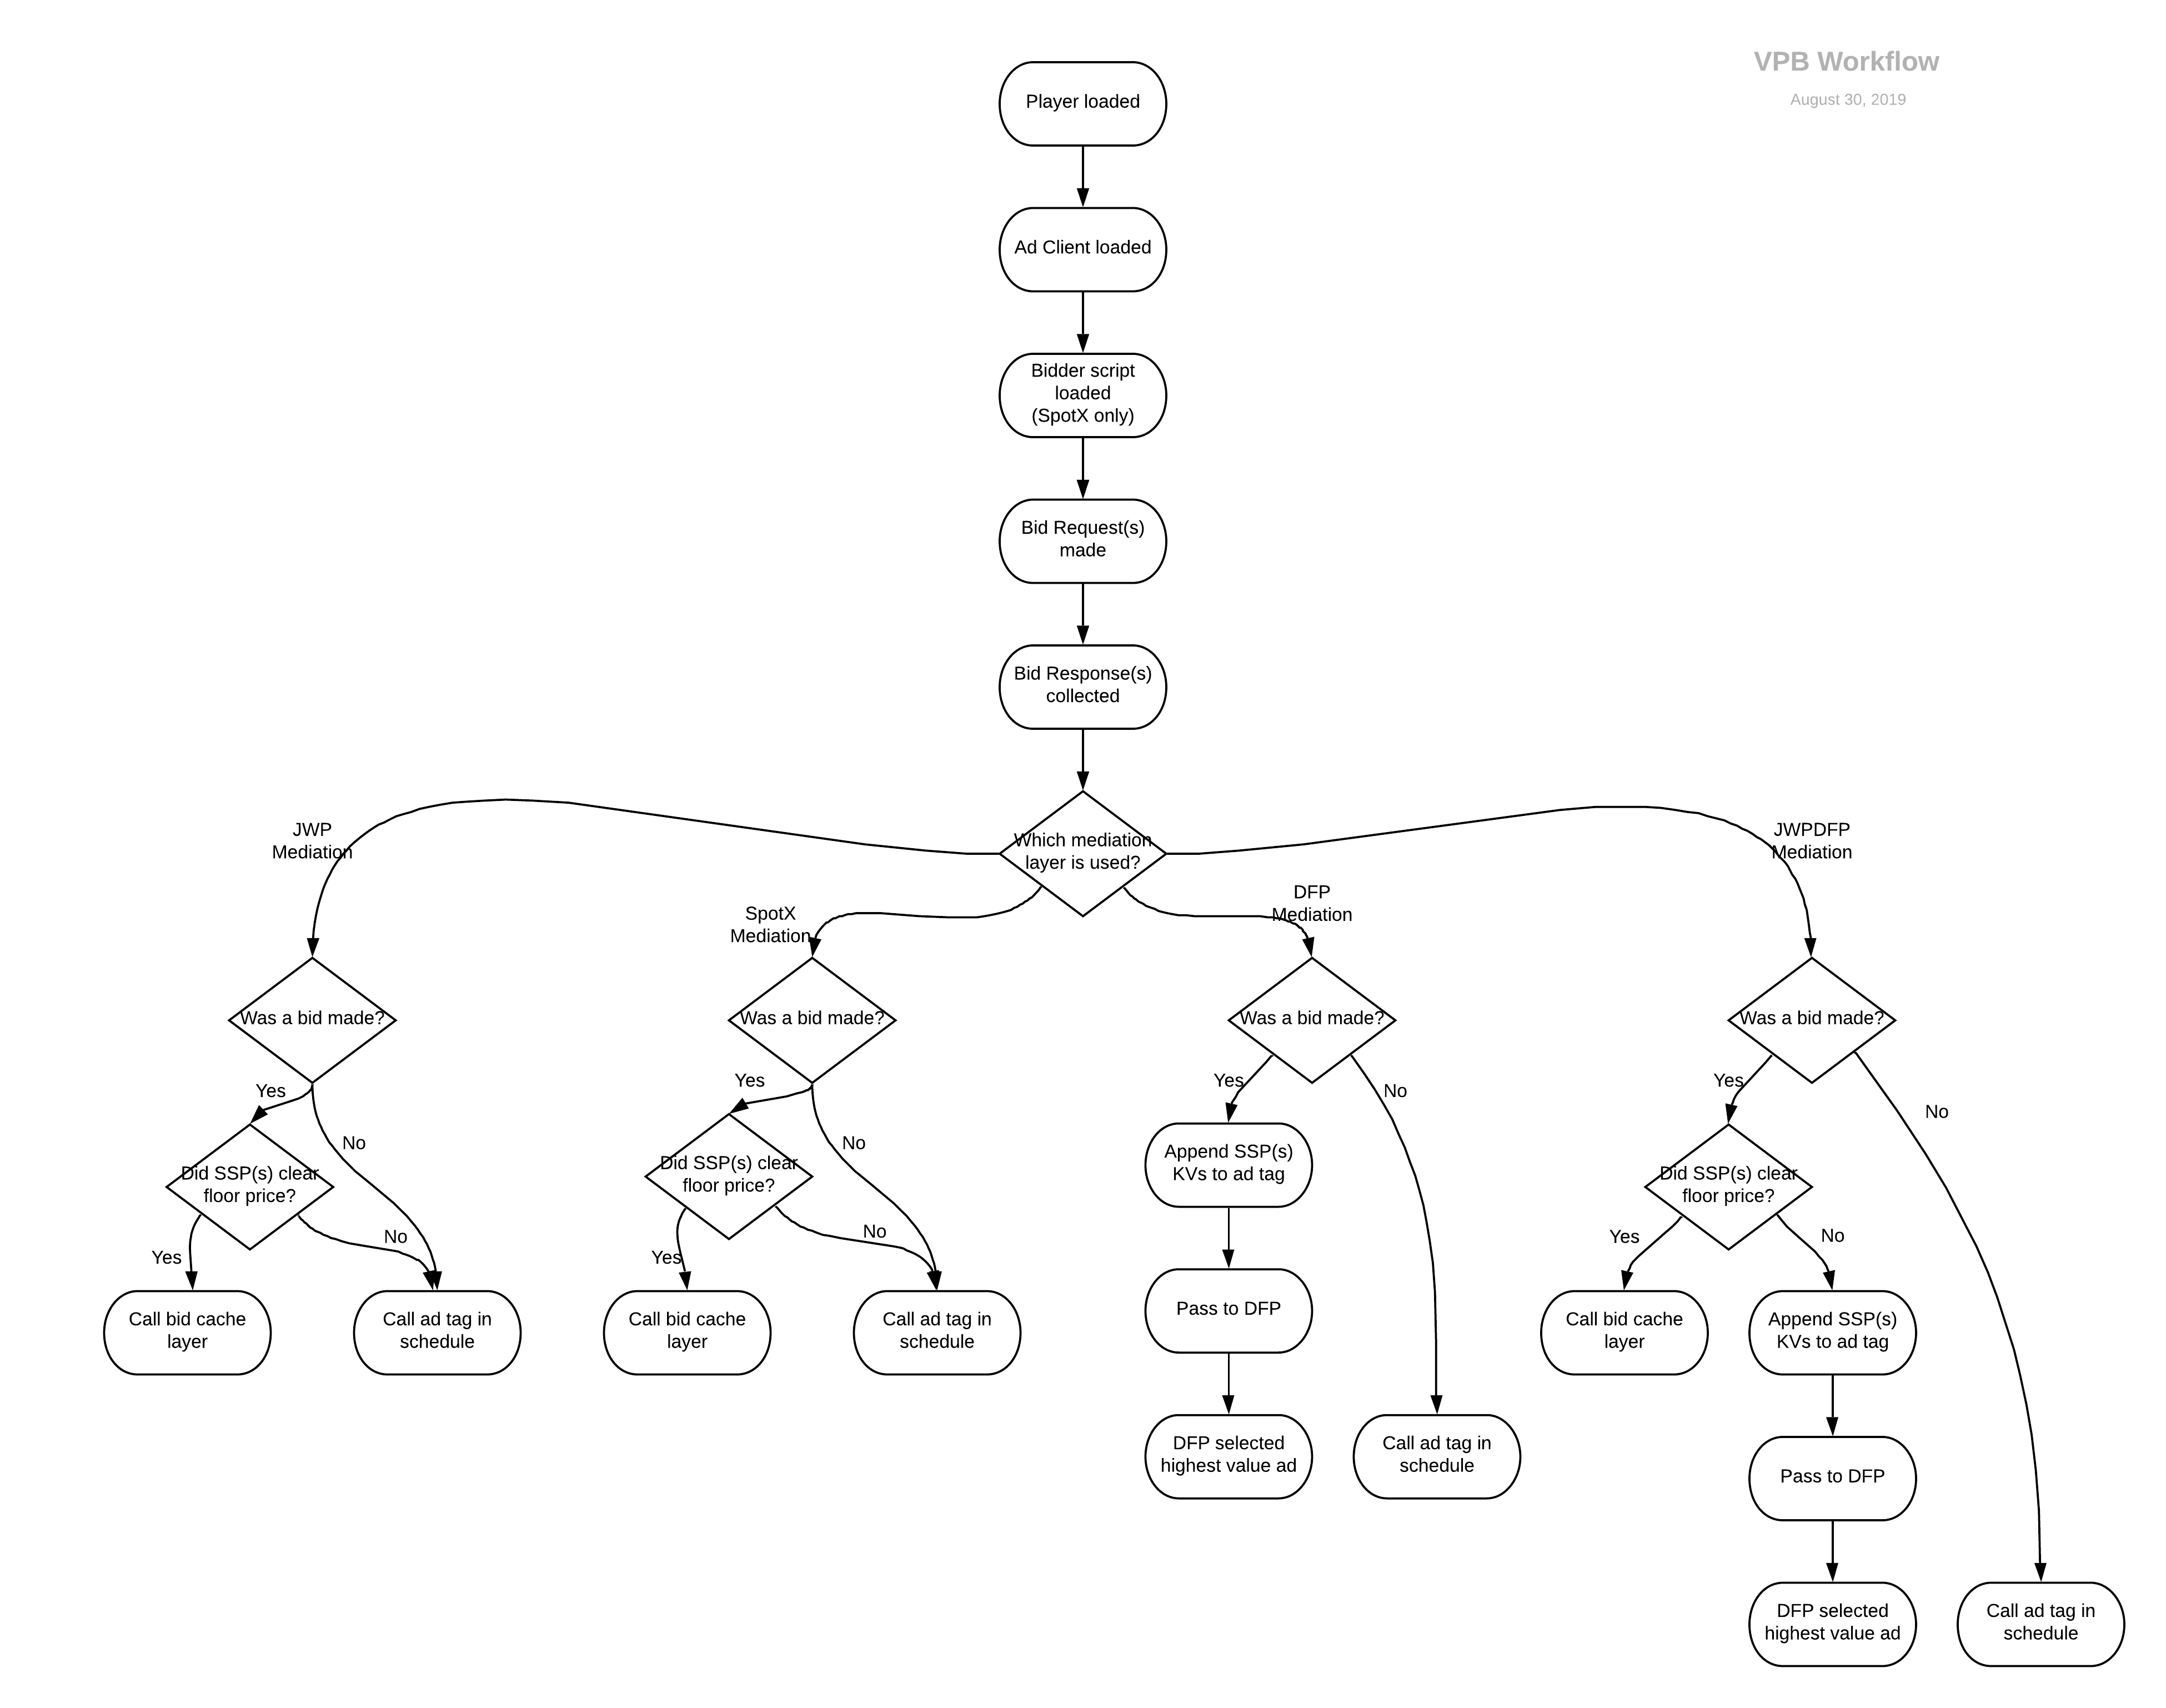 VPB Workflow
August 30, 2019
Player loaded
Ad Client loaded
Bidder script
loaded
(SpotX only)
Bid Request(s)
made
Bid Response(s)
collected
Which mediation
layer is used?
JWP
Mediation
SpotX
Mediation
DFP
Mediation
JWPDFP
Mediation
Was a bid made?
Yes
No
Did SSP(s) clear
floor price?
Yes
No
Call bid cache
layer
Call ad tag in
schedule
Was a bid made?
Yes
No
Did SSP(s) clear
floor price?
Yes
No
Call bid cache
layer
Call ad tag in
schedule
Was a bid made?
Yes
No
Append SSP(s)
KVs to ad tag
Pass to DFP
DFP selected
highest value ad
Call ad tag in
schedule
Was a bid made?
Yes
No
Did SSP(s) clear
floor price?
Yes
No
Call bid cache
layer
Append SSP(s)
KVs to ad tag
Pass to DFP
DFP selected
highest value ad
Call ad tag in
schedule